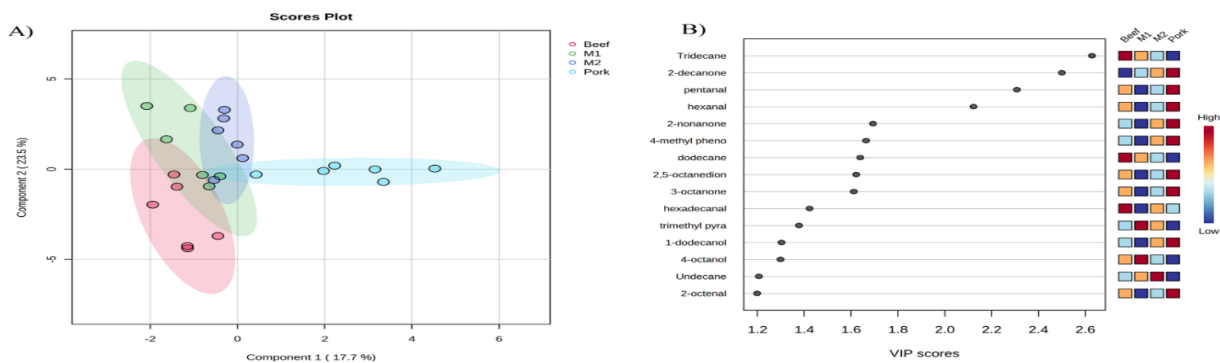 A)
Scores Plot
Beef
M1
M2
Pork
5
0
-5
Component 2 ( 23.5 %)
-2
0
2
4
6
Component 1 ( 17.7 %)
B)
Beef
M1
M2
Pork
Tridecane
2-decanone
pentanal
hexanal
2-nonanone
4-methyl pheno
dodecane
2,5-octanedion
3-octanone
hexadecanal
trimethyl pyra
1-dodecanol
4-octanol
Undecane
2-octenal
High
Low
1.2
1.4
1.6
1.8
2.0
2.2
2.4
2.6
VIP scores